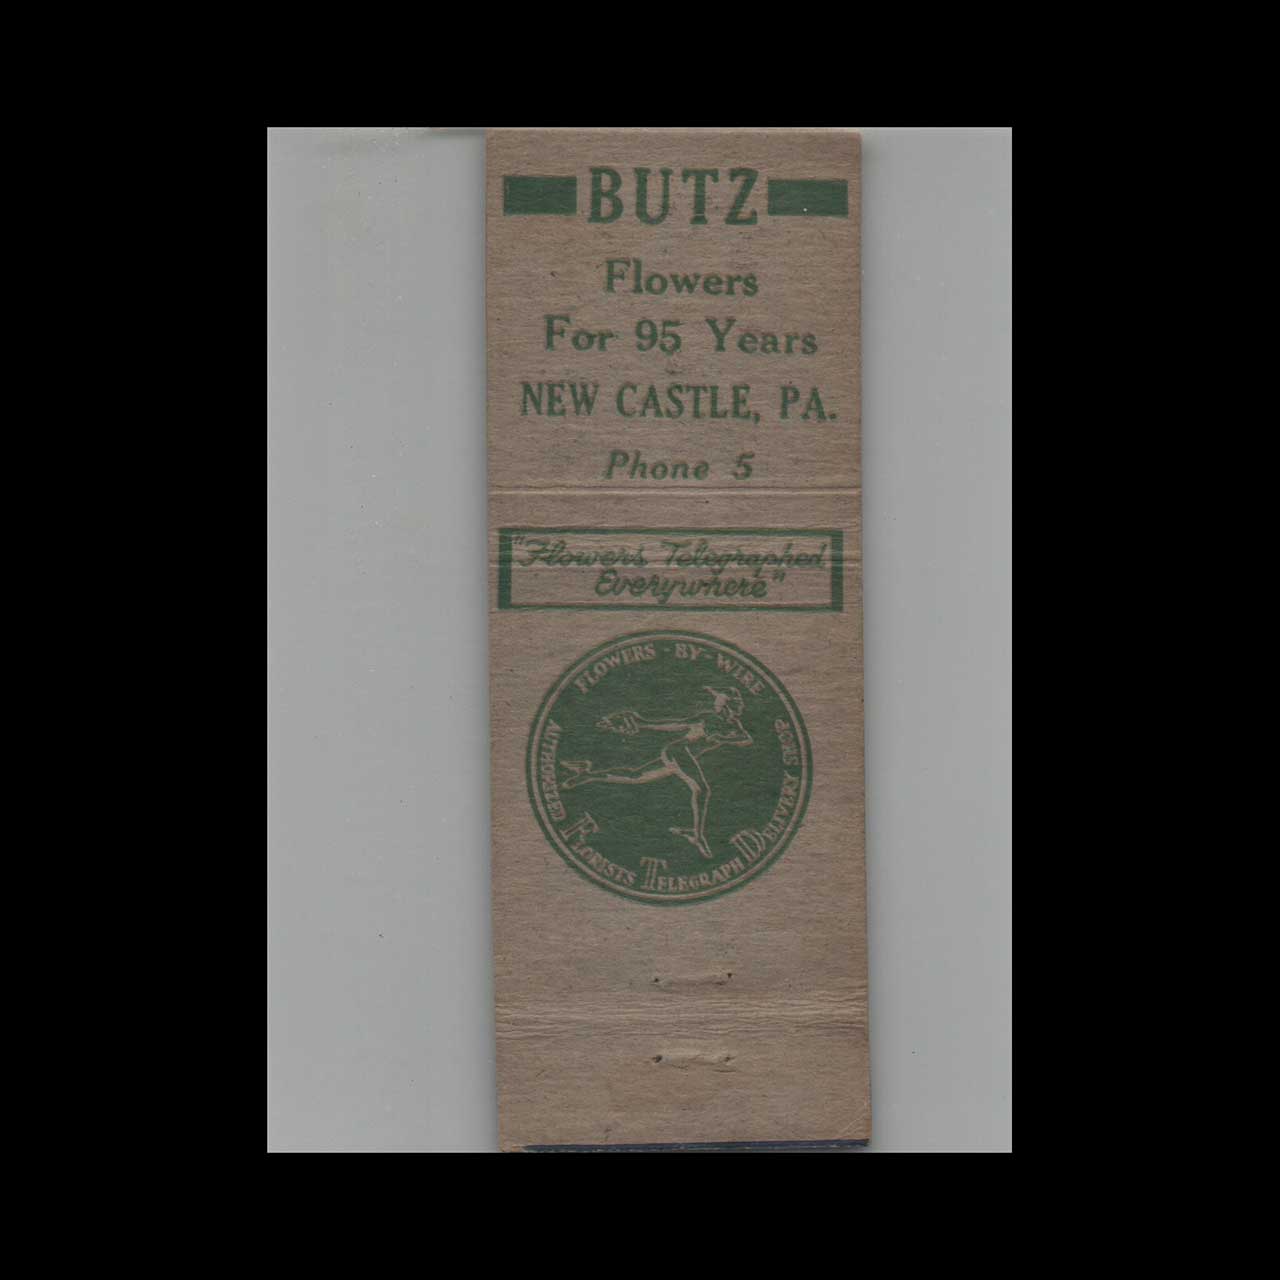 BUTZ
Flowers
For 95 Years
NEW CASTLE, PA.
Phone 5
"Flowers Telegraphed
Everywhere"
FLOWERS-BY-WIRE
AUTHORIZED FLORISTS TELEGRAPH DELIVERY SHOP